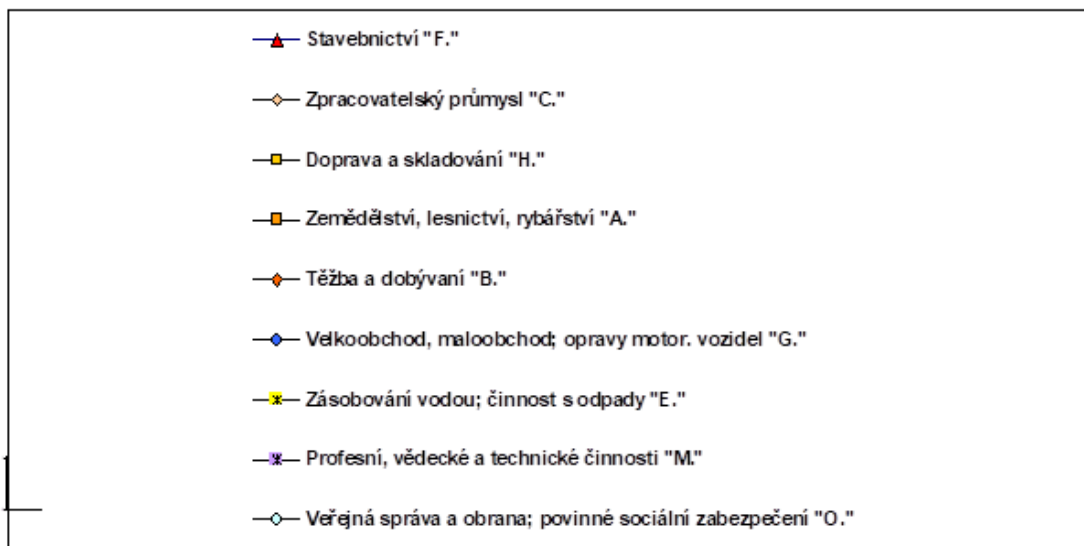 Stavebnictví "F."
Zpracovatelský průmysl "C."
Doprava a skladování "H."
Zemědělství, lesnictví, rybářství "A."
Těžba a dobývaní "B."
Velkoobchod, maloobchod; opravy motor. vozidel "G."
Zásobování vodou; činnost s odpady "E."
Profesní, vědecké a technické činnosti "M."
Veřejná správa a obrana; povinné sociální zabezpečení "O."